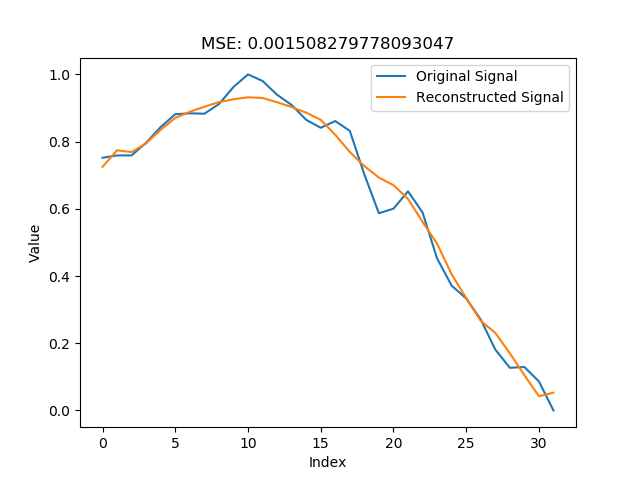 MSE: 0.001508279778093047
Original Signal
Reconstructed Signal
1.0
0.8
0.6
0.4
0.2
0.0
Value
0 5 10 15 20 25 30
Index